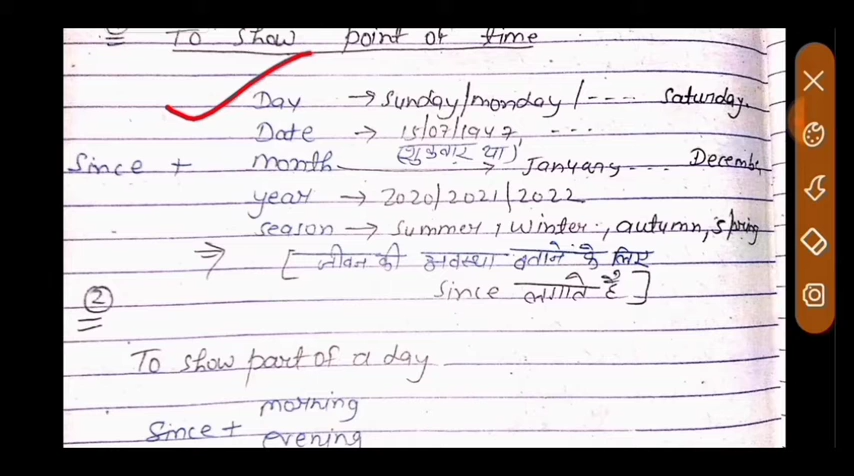 To show point of time
Day → Sunday/monday/---- Saturday.
Date → 15/07/1947, ---
(शुक्रवार था)
Since + month → January --- December
year → 2020/2021/2022
season → summer, winter, autumn, spring
⇒ [जीवन की अवस्था बताने के लिए
since लगाते हैं]
②
To show part of a day
Since + morning
evening